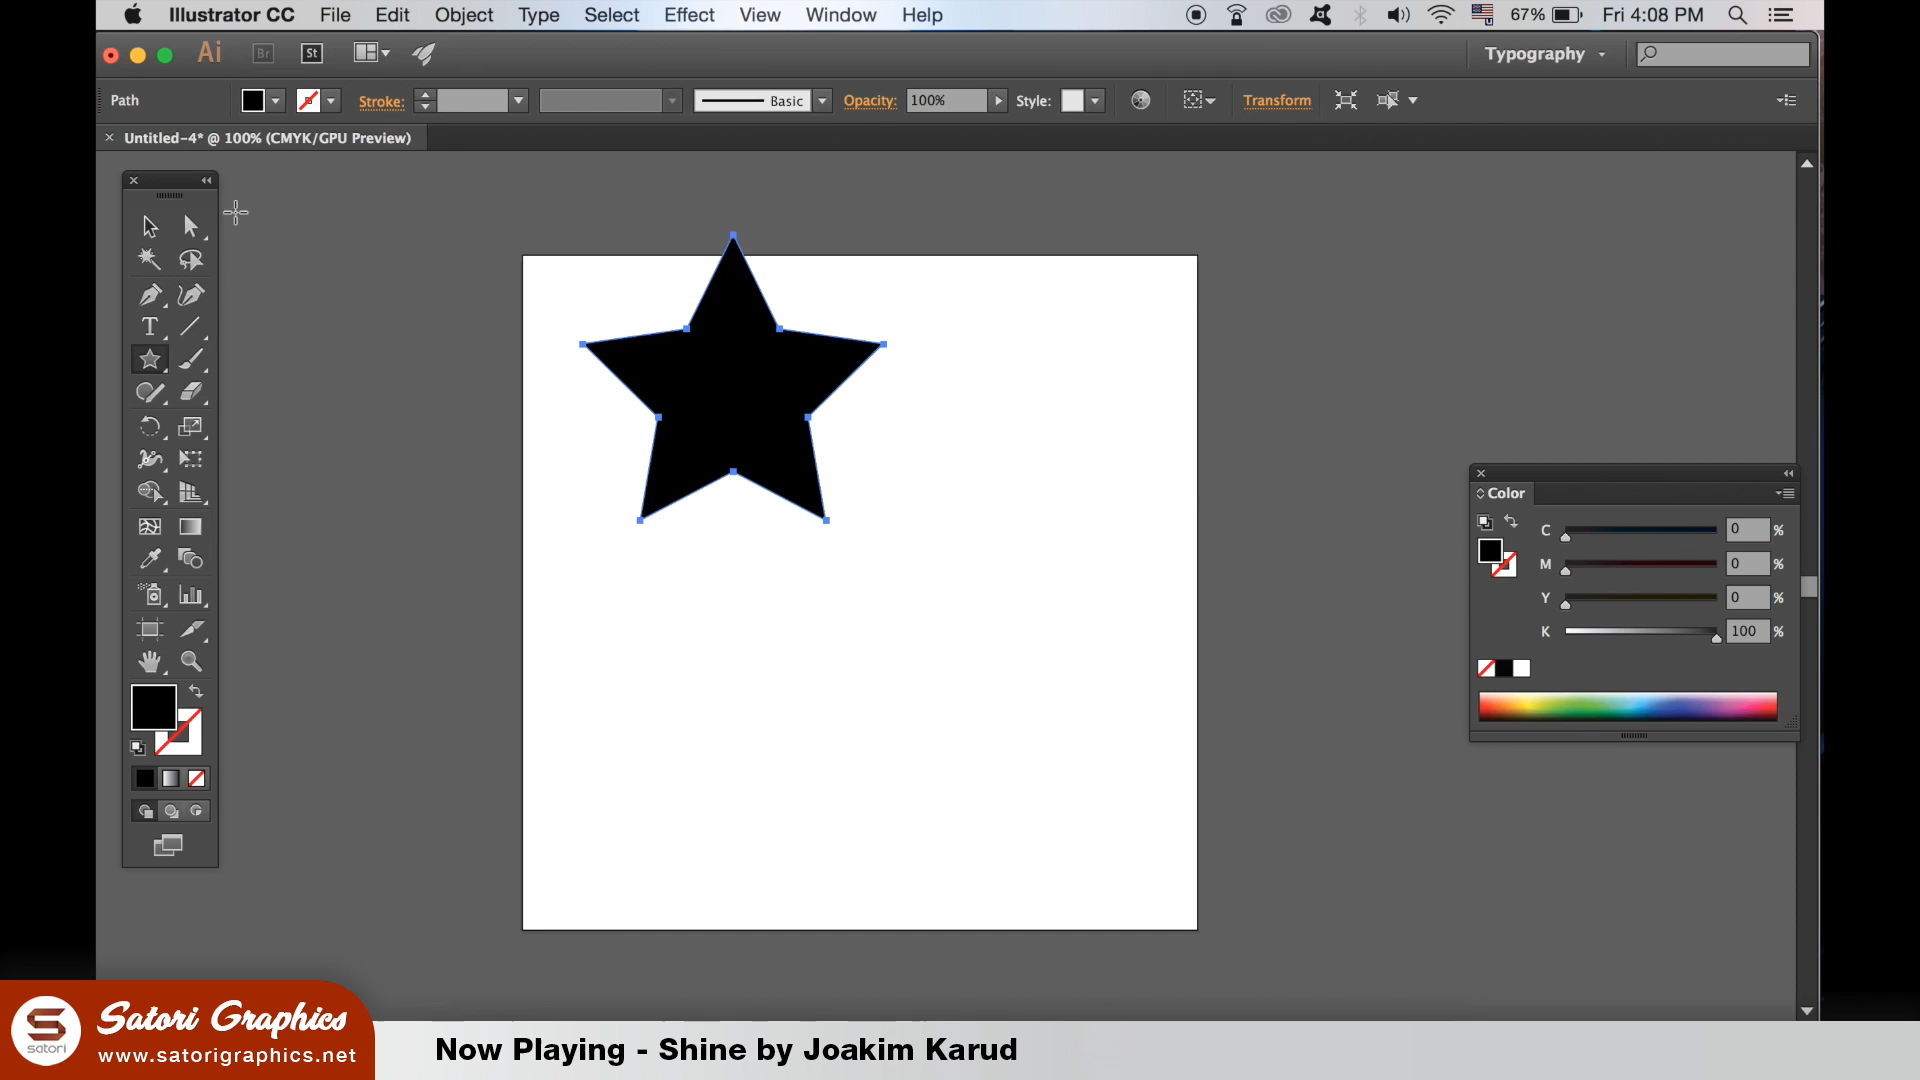 Illustrator CC File Edit Object Type Select Effect View Window Help 67% Fri 4:08 PM
Ai Br St Typography
Path Stroke: Basic Opacity: 100% Style: Transform
Untitled-4* @ 100% (CMYK/GPU Preview)
T
Color
C 0 %
M 0 %
Y 0 %
K 100 %
Satori Graphics
satori
www.satorigraphics.net
Now Playing - Shine by Joakim Karud